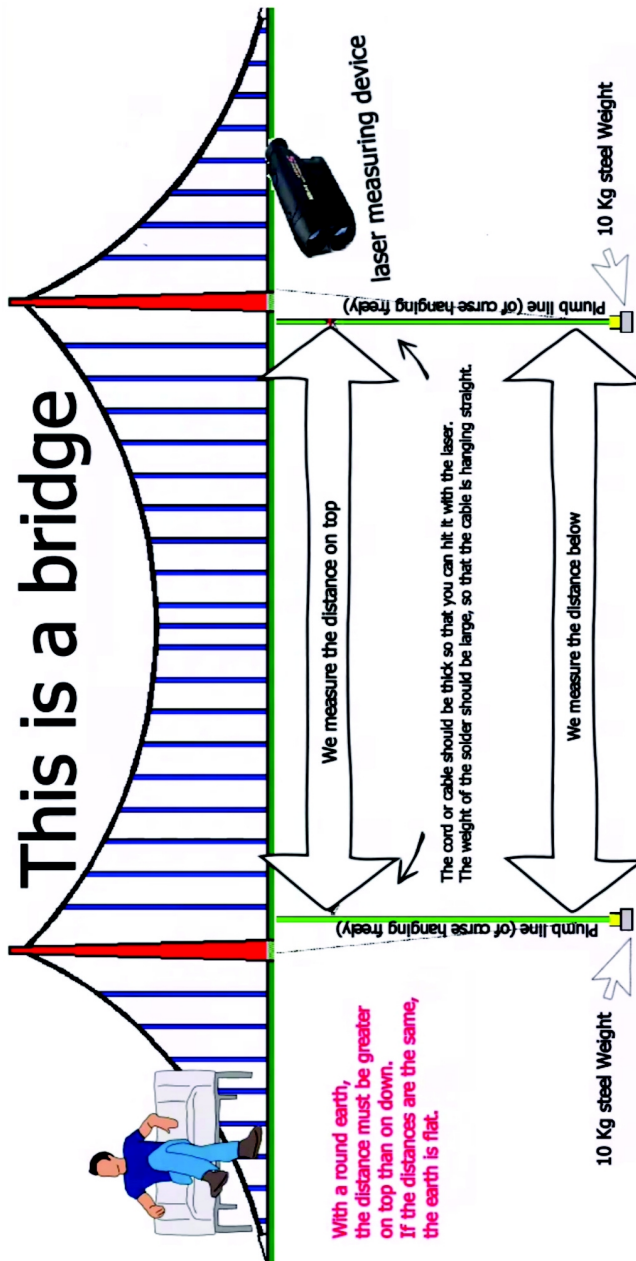 This is a bridge
laser measuring device
We measure the distance on top
Plumb line (of curse hanging freely)
Plumb line (of curse hanging freely)
The cord or cable should be thick so that you can hit it with the laser.
The weight of the solder should be large, so that the cable is hanging straight.
With a round earth,
the distance must be greater
on top than on down.
If the distances are the same,
the earth is flat.
We measure the distance below
10 Kg steel Weight
10 Kg steel Weight